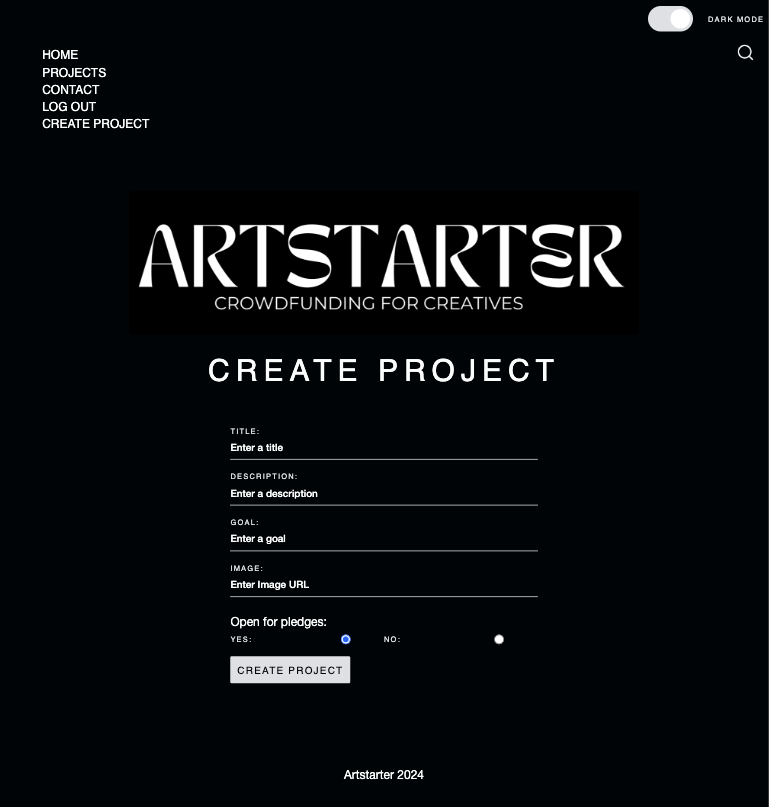 DARK MODE
HOME
PROJECTS
CONTACT
LOG OUT
CREATE PROJECT
ARTSTARTER
CROWDFUNDING FOR CREATIVES
CREATE PROJECT
TITLE:
Enter a title
DESCRIPTION:
Enter a description
GOAL:
Enter a goal
IMAGE:
Enter Image URL
Open for pledges:
YES: NO:
CREATE PROJECT
Artstarter 2024